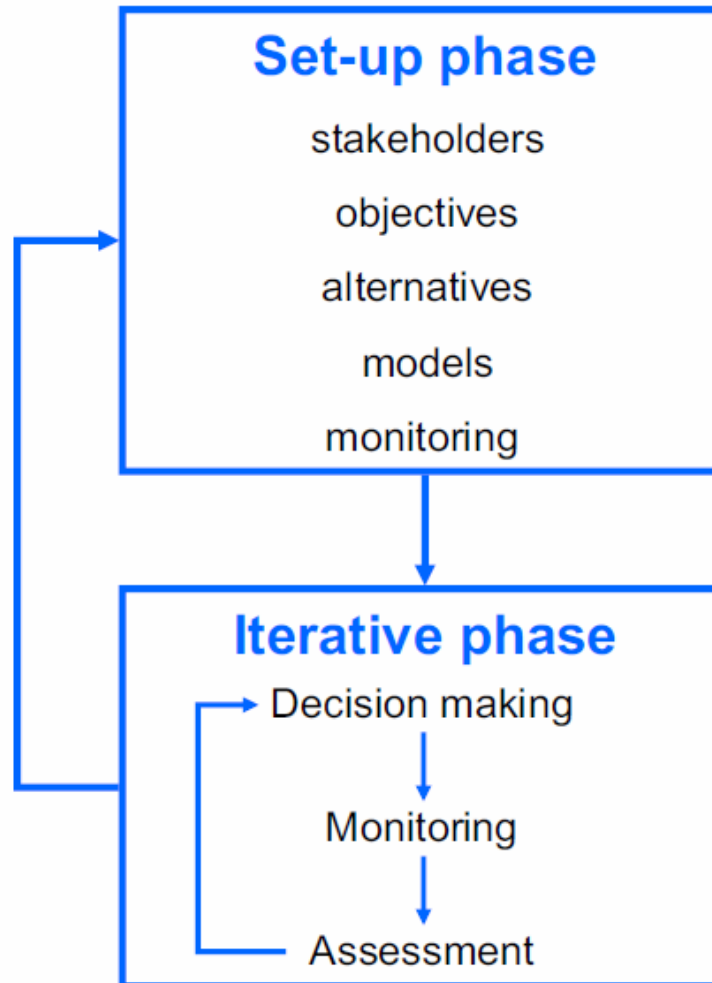 Set-up phase
stakeholders
objectives
alternatives
models
monitoring
Iterative phase
Decision making
Monitoring
Assessment